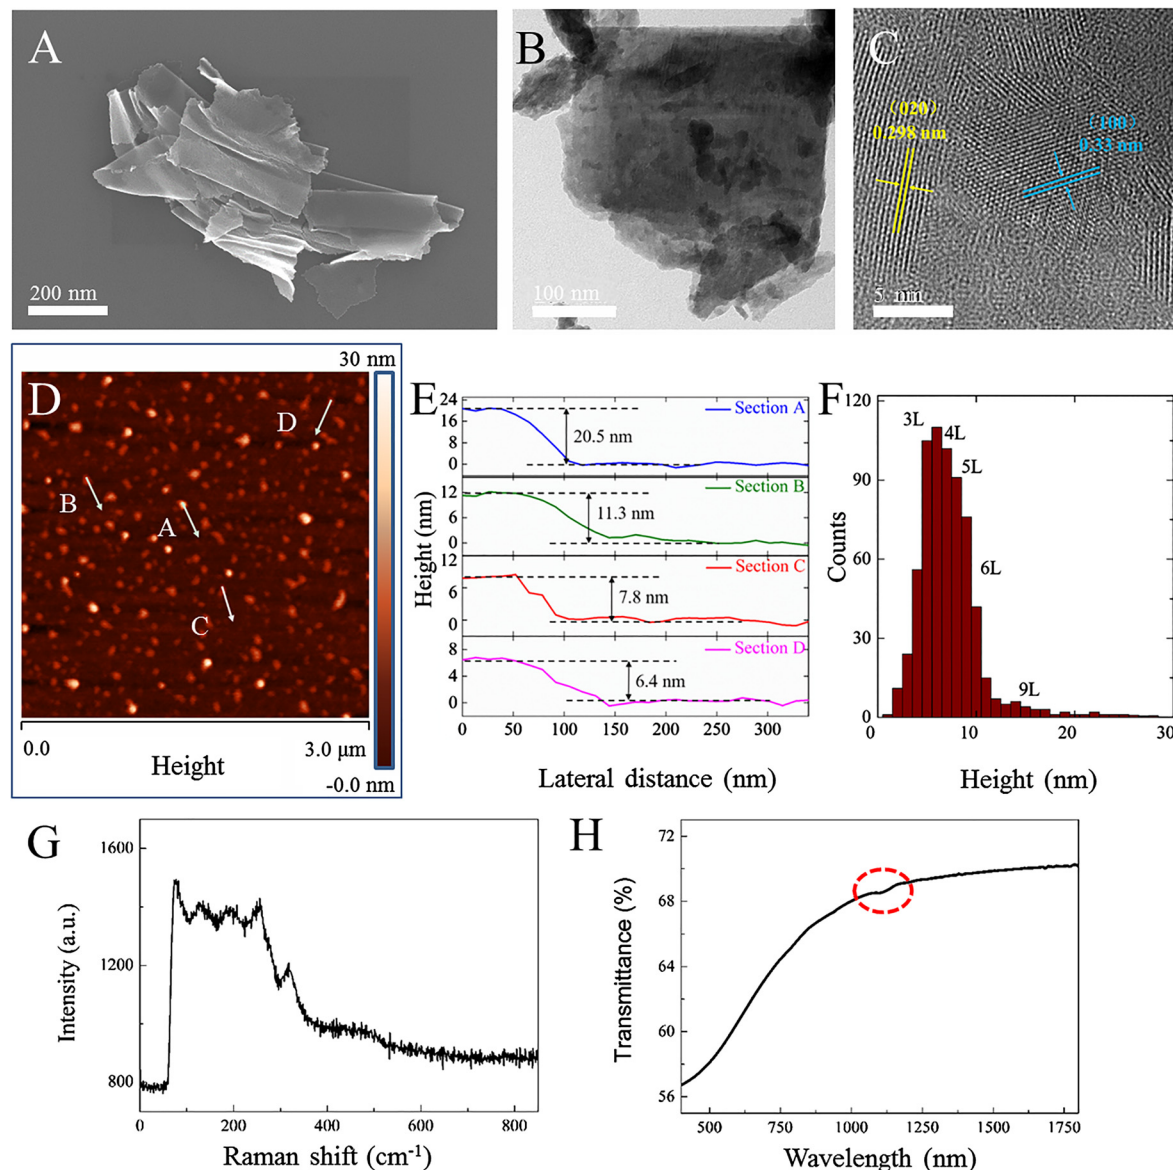 A
200 nm
B
100 nm
C
(020)
0.298 nm
(100)
0.33 nm
5 nm
D
30 nm
D
B
A
C
0.0
3.0 μm
Height
-0.0 nm
E
Height (nm)
24
16
8
0
Section A
20.5 nm
12
6
0
Section B
11.3 nm
12
6
0
Section C
7.8 nm
8
4
0
Section D
6.4 nm
0 50 100 150 200 250 300
Lateral distance (nm)
F
Counts
120
90
60
30
0
3L
4L
5L
6L
9L
0 10 20 30
Height (nm)
G
Intensity (a.u.)
1600
1200
800
0 200 400 600 800
Raman shift (cm⁻¹)
H
Transmittance (%)
72
68
64
60
56
500 750 1000 1250 1500 1750
Wavelength (nm)